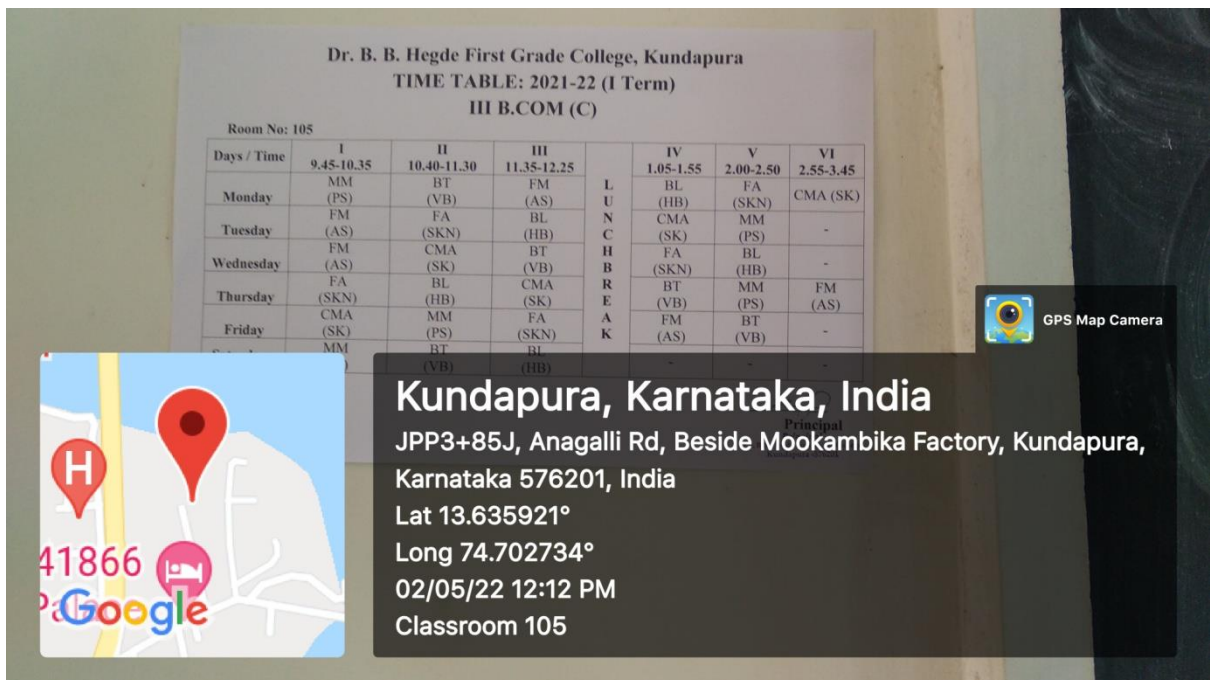 Dr. B. B. Hegde First Grade College, Kundapura
TIME TABLE: 2021-22 (I Term)
III B.COM (C)
Room No: 105
Days / Time I II III IV V VI
9.45-10.35 10.40-11.30 11.35-12.25 1.05-1.55 2.00-2.50 2.55-3.45
LUNCH BREAK
Monday MM BT FM BL FA CMA (SK)
(PS) (VB) (AS) (HB) (SKN)
Tuesday FM FA BL CMA MM -
(AS) (SKN) (HB) (SK) (PS)
Wednesday FM CMA BT FA BL -
(AS) (SK) (VB) (SKN) (HB)
Thursday FA BL CMA BT MM FM
(SKN) (HB) (SK) (VB) (PS) (AS)
Friday CMA MM FA FM BT -
(SK) (PS) (SKN) (AS) (VB)
MM BT BL - - -
(VB) (HB)
Principal
GPS Map Camera
Kundapura, Karnataka, India
JPP3+85J, Anagalli Rd, Beside Mookambika Factory, Kundapura,
Karnataka 576201, India
Lat 13.635921°
Long 74.702734°
02/05/22 12:12 PM
Classroom 105
H
41866
Google